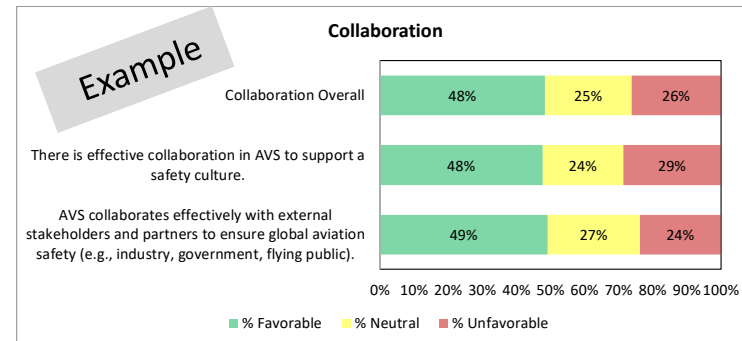 Collaboration
Example
Collaboration Overall
48% 25% 26%
There is effective collaboration in AVS to support a
safety culture.
48% 24% 29%
AVS collaborates effectively with external
stakeholders and partners to ensure global aviation
safety (e.g., industry, government, flying public).
49% 27% 24%
0% 10% 20% 30% 40% 50% 60% 70% 80% 90% 100%
% Favorable % Neutral % Unfavorable